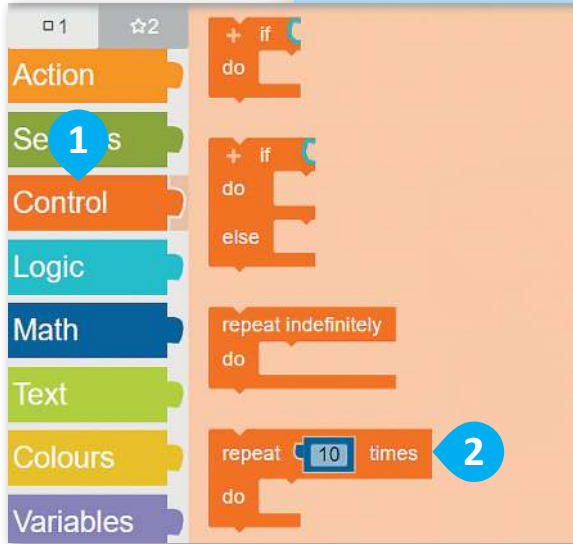 1
2
Action
Se s
1
Control
Logic
Math
Text
Colours
Variables
+ if
do
+ if
do
else
repeat indefinitely
do
repeat 10 times
2
do